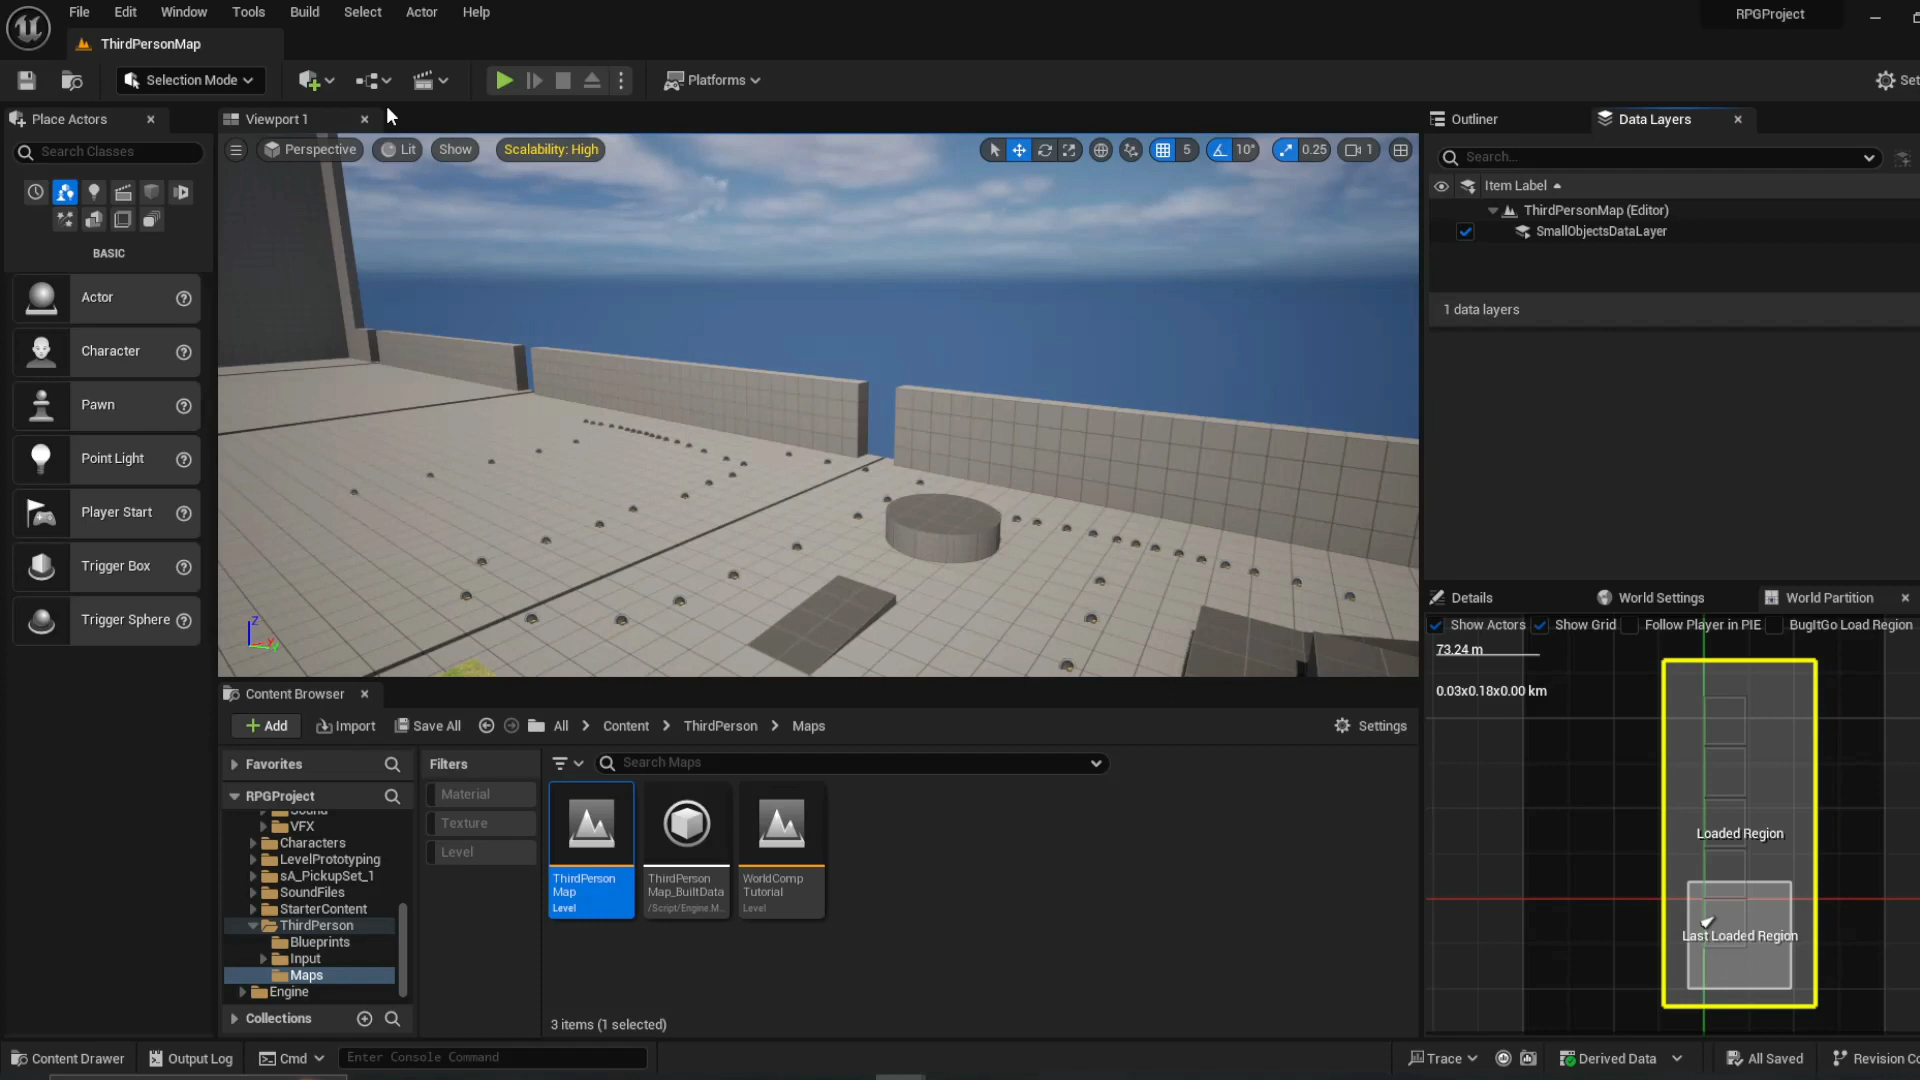 File Edit Window Tools Build Select Actor Help
RPGProject
ThirdPersonMap
Selection Mode
Platforms
Set
Place Actors
Viewport 1
Outliner
Data Layers
Search Classes
Perspective
Lit
Show
Scalability: High
5
10°
0.25
1
Search...
Item Label
ThirdPersonMap (Editor)
SmallObjectsDataLayer
1 data layers
BASIC
Actor
Character
Pawn
Point Light
Player Start
Trigger Box
Trigger Sphere
Z
Details
World Settings
World Partition
Show Actors
Show Grid
Follow Player in PIE
BugItGo Load Region
73.24 m
0.03x0.18x0.00 km
Loaded Region
Last Loaded Region
Content Browser
Add
Import
Save All
All
Content
ThirdPerson
Maps
Settings
Favorites
Filters
Search Maps
RPGProject
Material
Texture
Level
Sound
VFX
Characters
LevelPrototyping
sA_PickupSet_1
SoundFiles
StarterContent
ThirdPerson
Blueprints
Input
Maps
Engine
Collections
ThirdPerson
Map
Level
ThirdPerson
Map_BuiltData
/Script/Engine.M...
WorldComp
Tutorial
Level
3 items (1 selected)
Content Drawer
Output Log
Cmd
Enter Console Command
Trace
Derived Data
All Saved
Revision Co